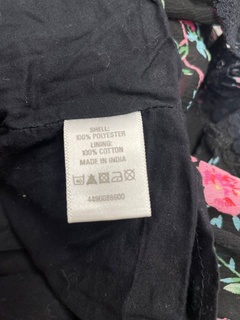 SHELL:
100% POLYESTER
LINING:
100% COTTON
MADE IN INDIA